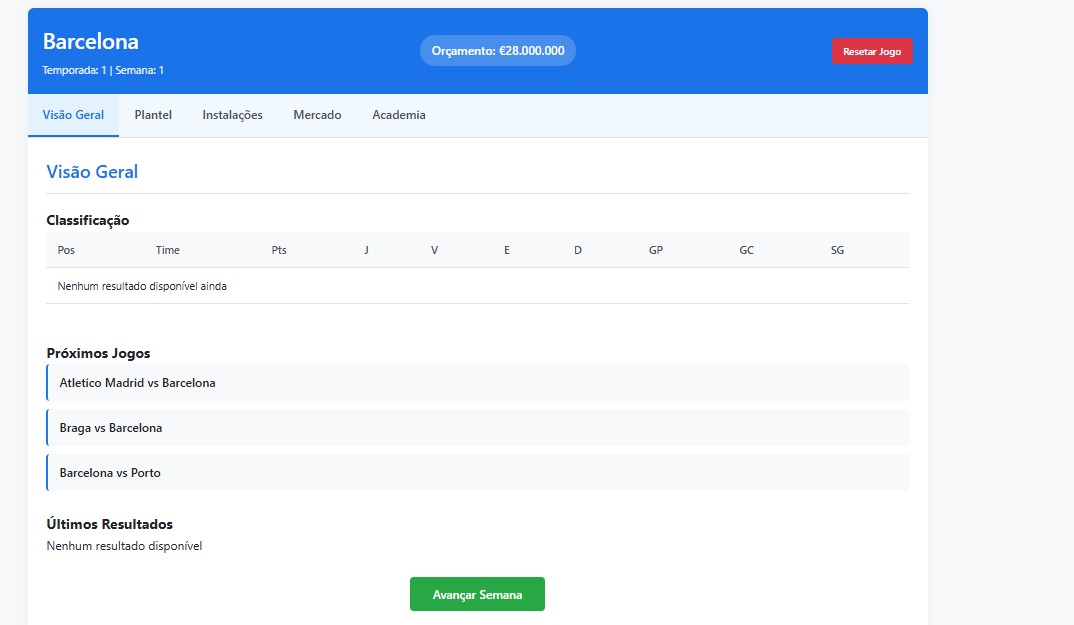 Barcelona
Temporada: 1 | Semana: 1
Orçamento: €28.000.000
Resetar Jogo
Visão Geral Plantel Instalações Mercado Academia
Visão Geral
Classificação
Pos Time Pts J V E D GP GC SG
Nenhum resultado disponível ainda
Próximos Jogos
Atletico Madrid vs Barcelona
Braga vs Barcelona
Barcelona vs Porto
Últimos Resultados
Nenhum resultado disponível
Avançar Semana